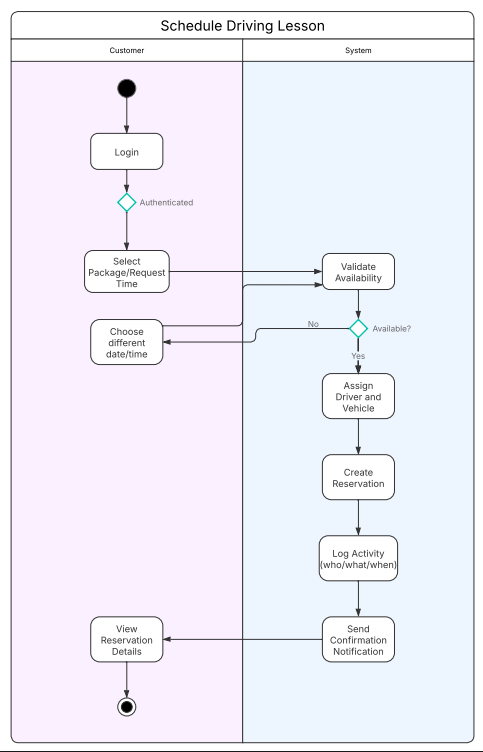 Schedule Driving Lesson
Customer
System
Login
Authenticated
Select
Package/Request
Time
Validate
Availability
Choose
different
date/time
No
Available?
Yes
Assign
Driver and
Vehicle
Create
Reservation
Log Activity
(who/what/when)
View
Reservation
Details
Send
Confirmation
Notification